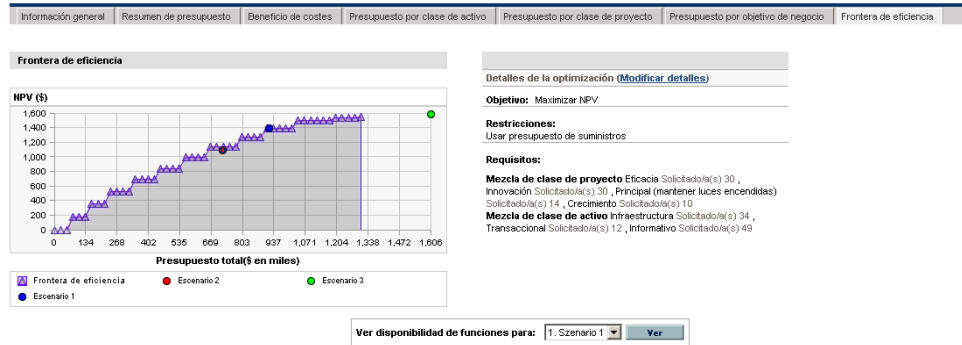 Información general Resumen de presupuesto Beneficio de costes Presupuesto por clase de activo Presupuesto por clase de proyecto Presupuesto por objetivo de negocio Frontera de eficiencia
Frontera de eficiencia
NPV ($)
1,600
1,400
1,200
1,000
800
600
400
200
0
0 134 268 402 535 669 803 937 1,071 1,204 1,338 1,472 1,606
Presupuesto total($ en miles)
Frontera de eficiencia Escenario 2 Escenario 3
Escenario 1
Detalles de la optimización (Modificar detalles)
Objetivo: Maximizar NPV
Restricciones:
Usar presupuesto de suministros
Requisitos:
Mezcla de clase de proyecto Eficacia Solicitado/a(s) 30 ,
Innovación Solicitado/a(s) 30 , Principal (mantener luces encendidas)
Solicitado/a(s) 14 , Crecimiento Solicitado/a(s) 10
Mezcla de clase de activo Infraestructura Solicitado/a(s) 34 ,
Transaccional Solicitado/a(s) 12 , Informativo Solicitado/a(s) 49
Ver disponibilidad de funciones para: 1. Szenario 1 Ver